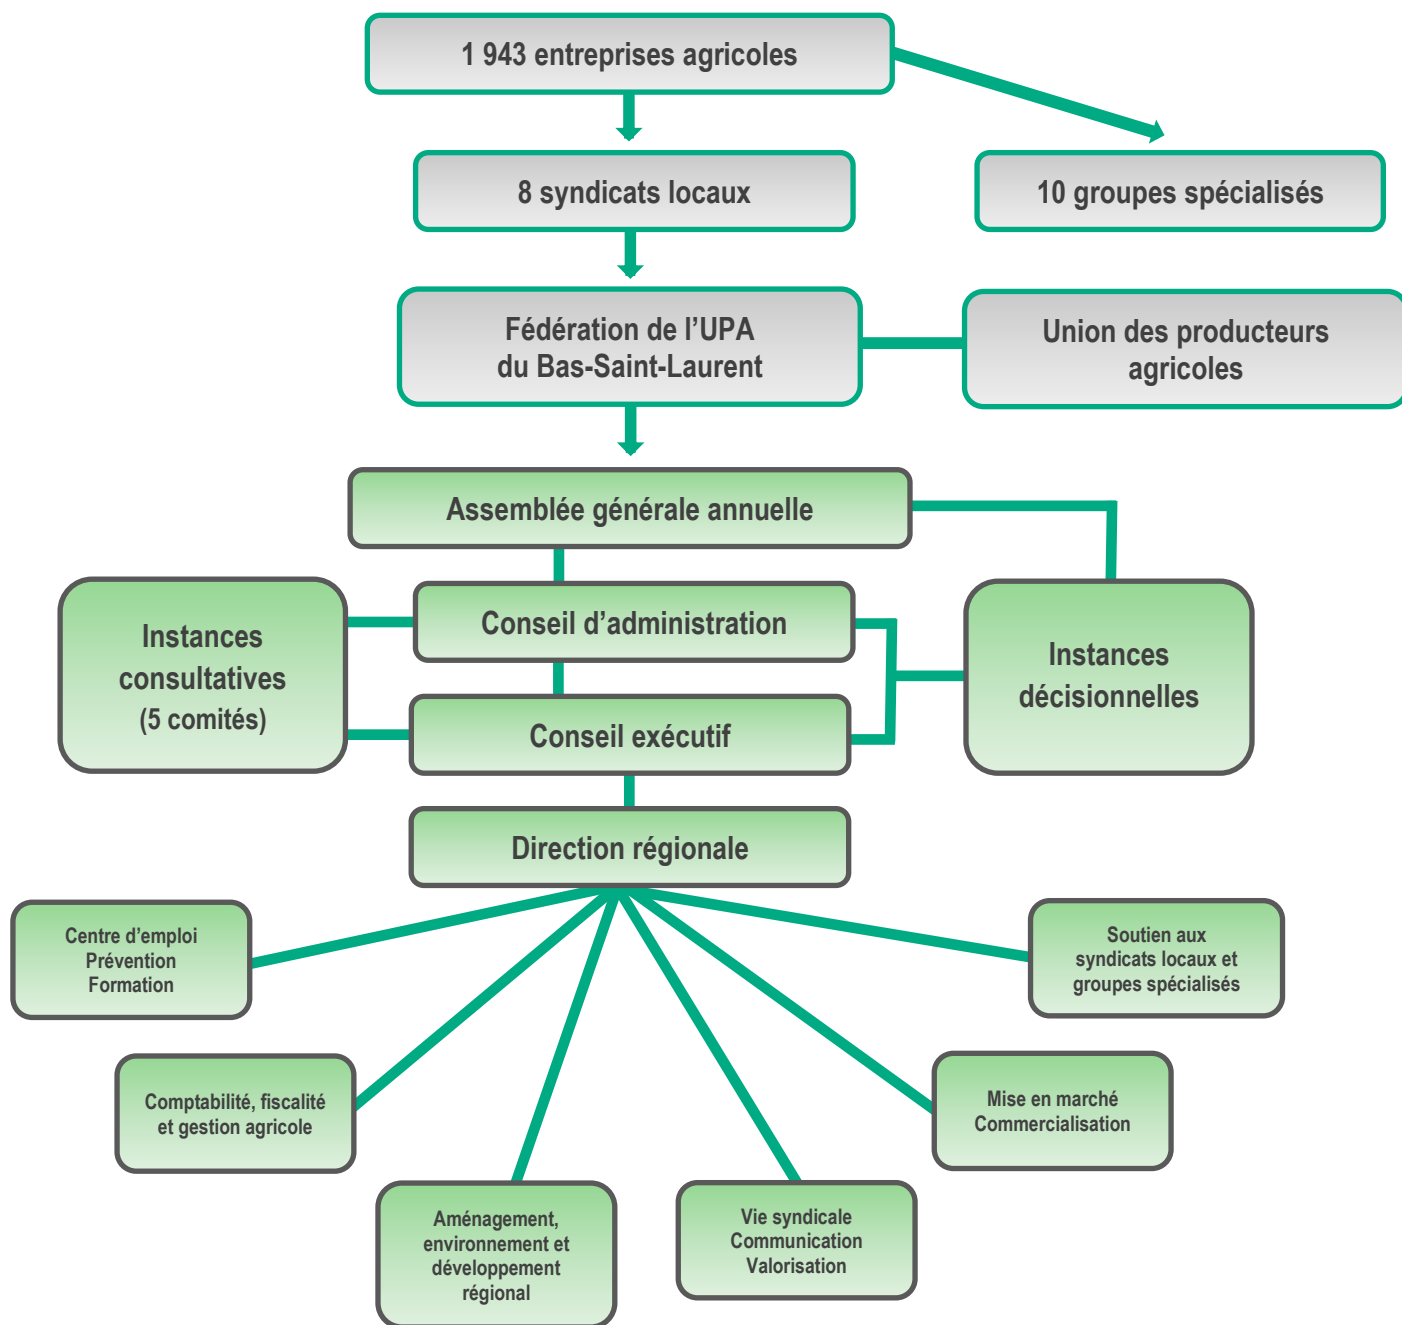 1 943 entreprises agricoles
8 syndicats locaux
10 groupes spécialisés
Fédération de l’UPA
du Bas-Saint-Laurent
Union des producteurs
agricoles
Assemblée générale annuelle
Instances
consultatives
(5 comités)
Conseil d’administration
Conseil exécutif
Instances
décisionnelles
Direction régionale
Centre d’emploi
Prévention
Formation
Soutien aux
syndicats locaux et
groupes spécialisés
Comptabilité, fiscalité
et gestion agricole
Mise en marché
Commercialisation
Aménagement,
environnement et
développement
régional
Vie syndicale
Communication
Valorisation